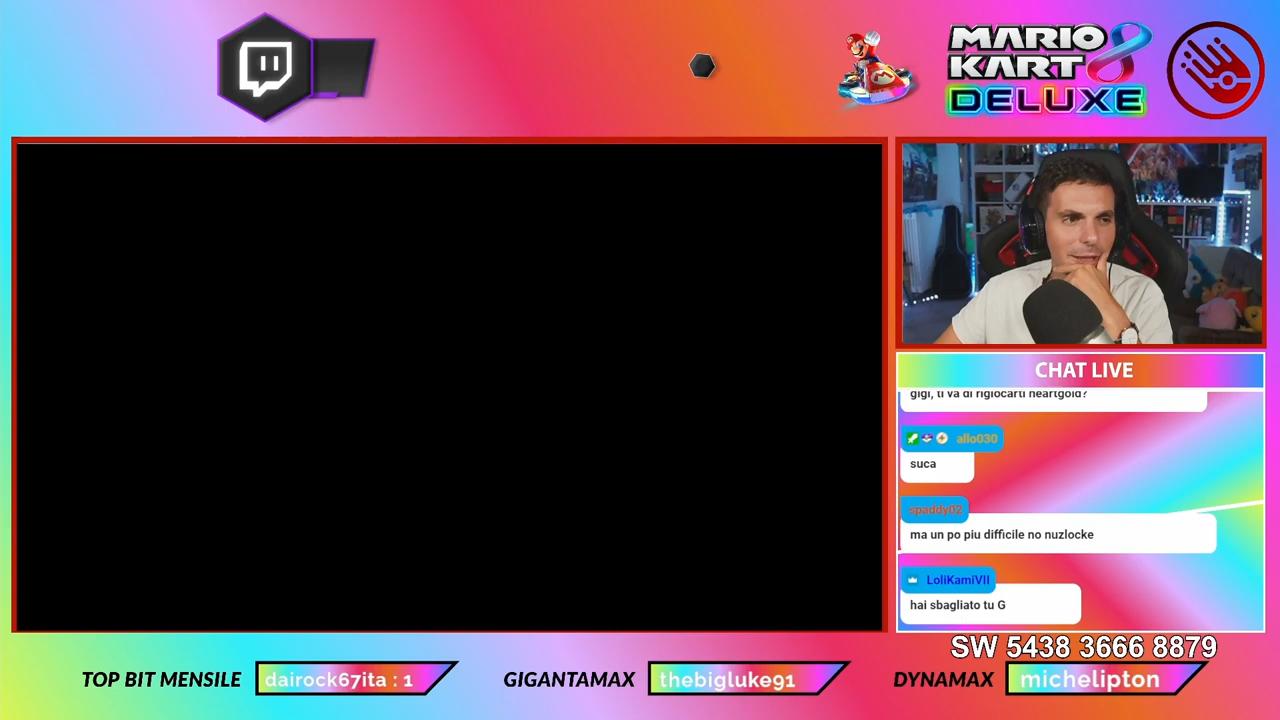 MARIO
KART 8
DELUXE
CHAT LIVE
gigi, ti va di rigiocarti heartgold?
allo030
suca
spaddy02
ma un po piu difficile no nuzlocke
LoliKamiVII
hai sbagliato tu G
SW 5438 3666 8879
TOP BIT MENSILE dairock67ita : 1 GIGANTAMAX thebigluke91 DYNAMAX michelipton